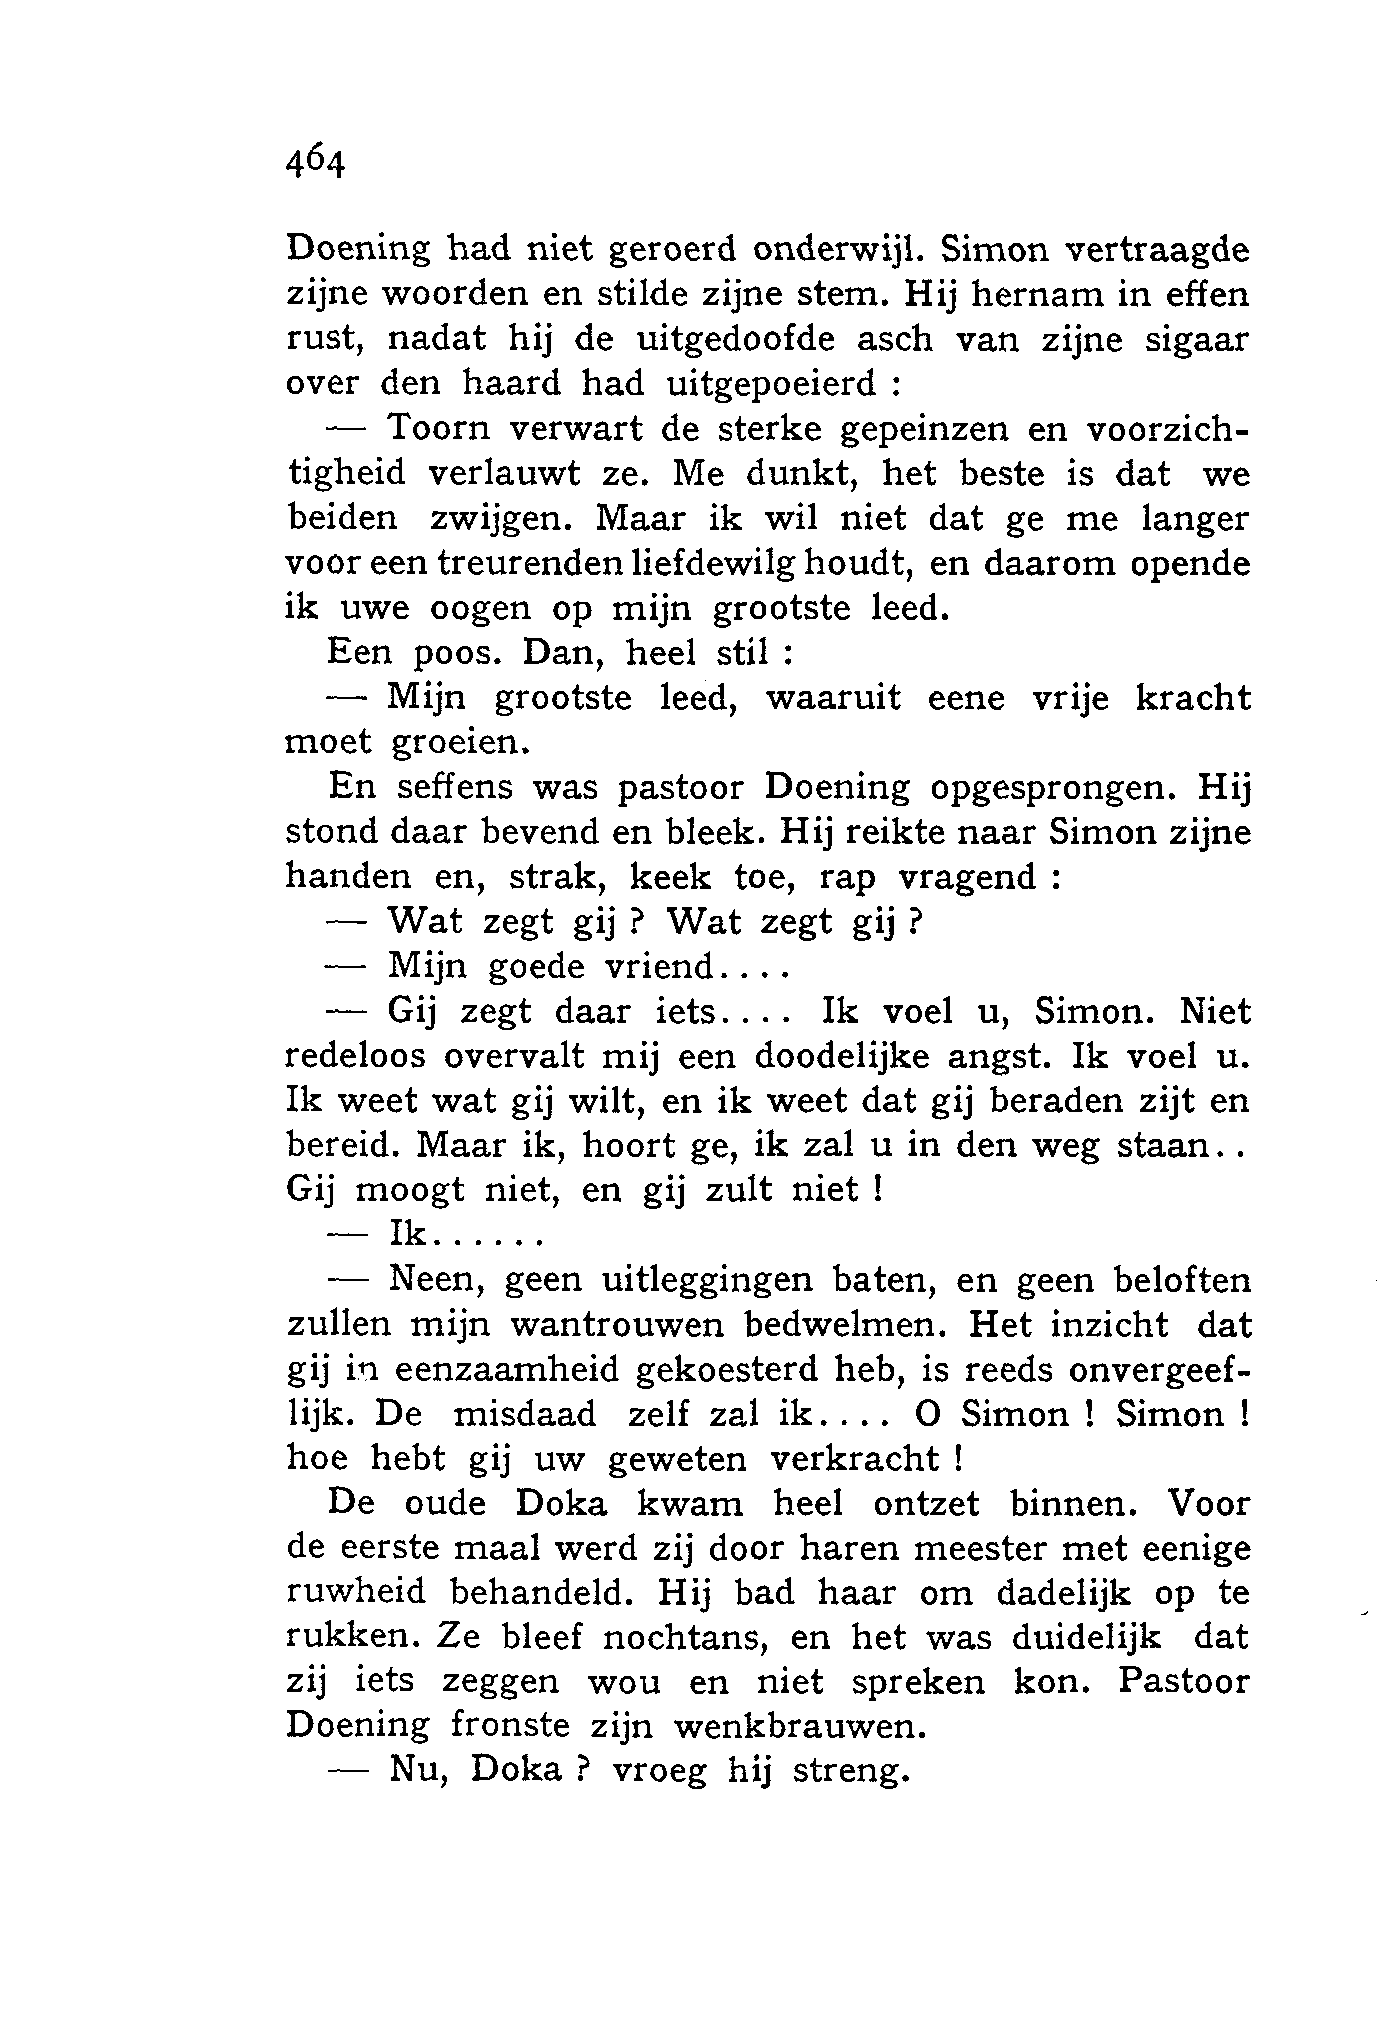 464
Doening had niet geroerd onderwijl. Simon vertraagde
zijne woorden en stilde zijne stem. Hij hernam in effen
rust, nadat hij de uitgedoofde asch van zijne sigaar
over den haard had uitgepoeierd :
— Toorn verwart de sterke gepeinzen en voorzich-
tigheid verlauwt ze. Me dunkt, het beste is dat we
beiden zwijgen. Maar ik wil niet dat ge me langer
voor een treurenden liefdewilg houdt, en daarom opende
ik uwe oogen op mijn grootste leed.
Een poos. Dan, heel stil :
— Mijn grootste leed, waaruit eene vrije kracht
moet groeien.
En seffens was pastoor Doening opgesprongen. Hij
stond daar bevend en bleek. Hij reikte naar Simon zijne
handen en, strak, keek toe, rap vragend :
— Wat zegt gij ? Wat zegt gij ?
— Mijn goede vriend....
— Gij zegt daar iets.... Ik voel u, Simon. Niet
redeloos overvalt mij een doodelijke angst. Ik voel u.
Ik weet wat gij wilt, en ik weet dat gij beraden zijt en
bereid. Maar ik, hoort ge, ik zal u in den weg staan..
Gij moogt niet, en gij zult niet !
— Ik......
— Neen, geen uitleggingen baten, en geen beloften
zullen mijn wantrouwen bedwelmen. Het inzicht dat
gij in eenzaamheid gekoesterd heb, is reeds onvergeef-
lijk. De misdaad zelf zal ik.... O Simon ! Simon !
hoe hebt gij uw geweten verkracht !
De oude Doka kwam heel ontzet binnen. Voor
de eerste maal werd zij door haren meester met eenige
ruwheid behandeld. Hij bad haar om dadelijk op te
rukken. Ze bleef nochtans, en het was duidelijk dat
zij iets zeggen wou en niet spreken kon. Pastoor
Doening fronste zijn wenkbrauwen.
— Nu, Doka ? vroeg hij streng.